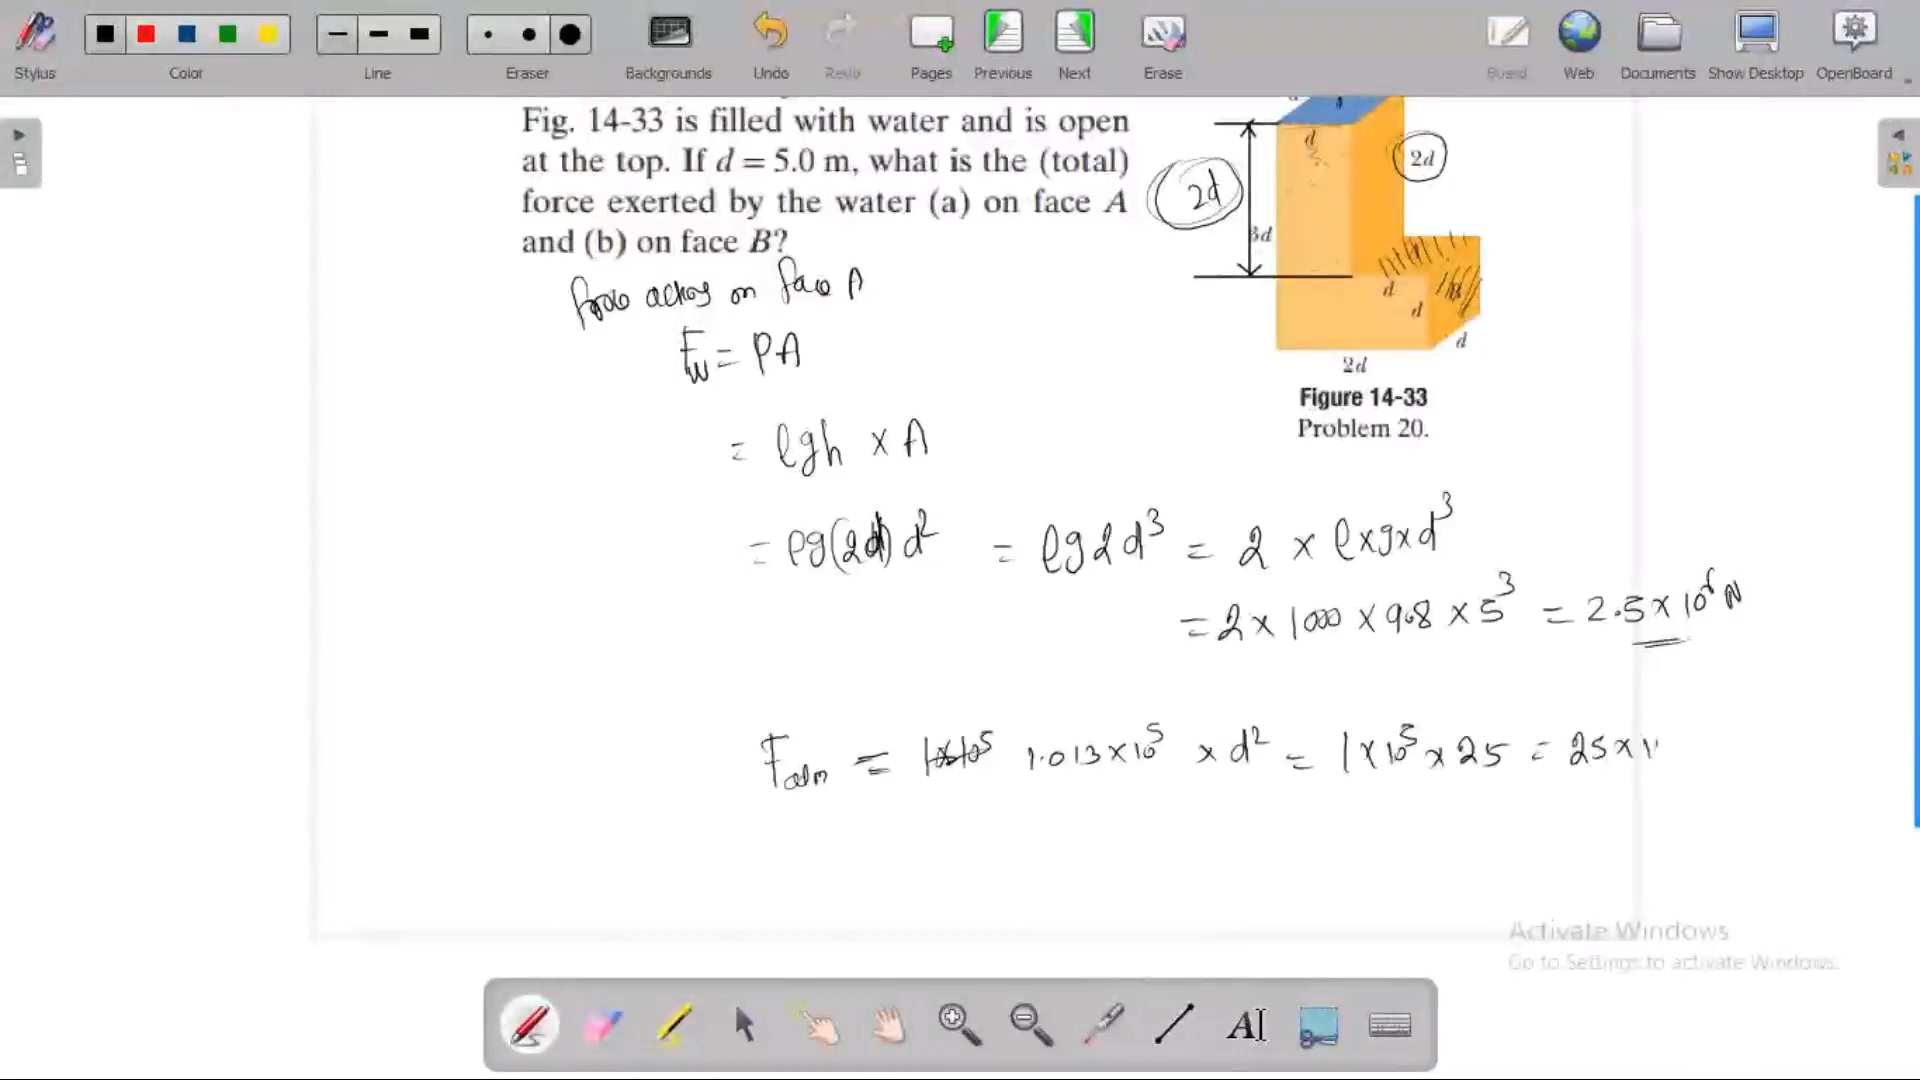 Stylus
Color
Line
Eraser
Backgrounds
Undo
Redo
Pages
Previous
Next
Erase
Board
Web
Documents
Show Desktop
OpenBoard
Fig. 14-33 is filled with water and is open
at the top. If d = 5.0 m, what is the (total)
force exerted by the water (a) on face A
and (b) on face B?
d
2d
2d
3d
d
d
B
d
2d
Figure 14-33
Problem 20.
on face A
F_W = PA
= ρgh × A
= ρg(2d) d² = ρg2d³ = 2 × ρ×g×d³
= 2 × 1000 × 9.8 × 5³ = 2.5 × 10⁶ N
F_atm = 1×10⁵ 1.013×10⁵ × d² = 1×10⁵ × 25 = 25×1
Activate Windows
Go to Settings to activate Windows.